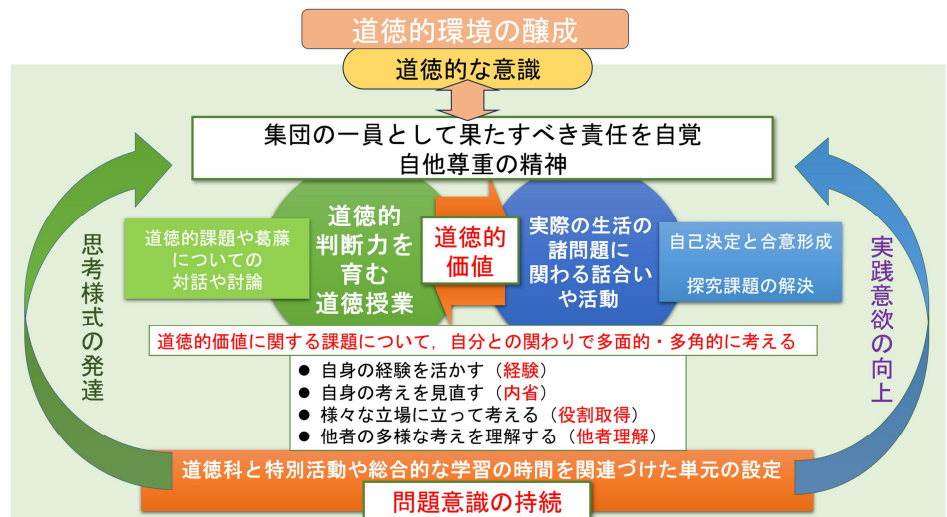 道徳的環境の醸成
道徳的な意識
集団の一員として果たすべき責任を自覚
自他尊重の精神
思考様式の発達
道徳的課題や葛藤
についての
対話や討論
道徳的
判断力を
育む
道徳授業
道徳的
価値
実際の生活の
諸問題に
関わる話合い
や活動
自己決定と合意形成
探究課題の解決
実践意欲の向上
道徳的価値に関する課題について，自分との関わりで多面的・多角的に考える
● 自身の経験を活かす（経験）
● 自身の考えを見直す（内省）
● 様々な立場に立って考える（役割取得）
● 他者の多様な考えを理解する（他者理解）
道徳科と特別活動や総合的な学習の時間を関連づけた単元の設定
問題意識の持続